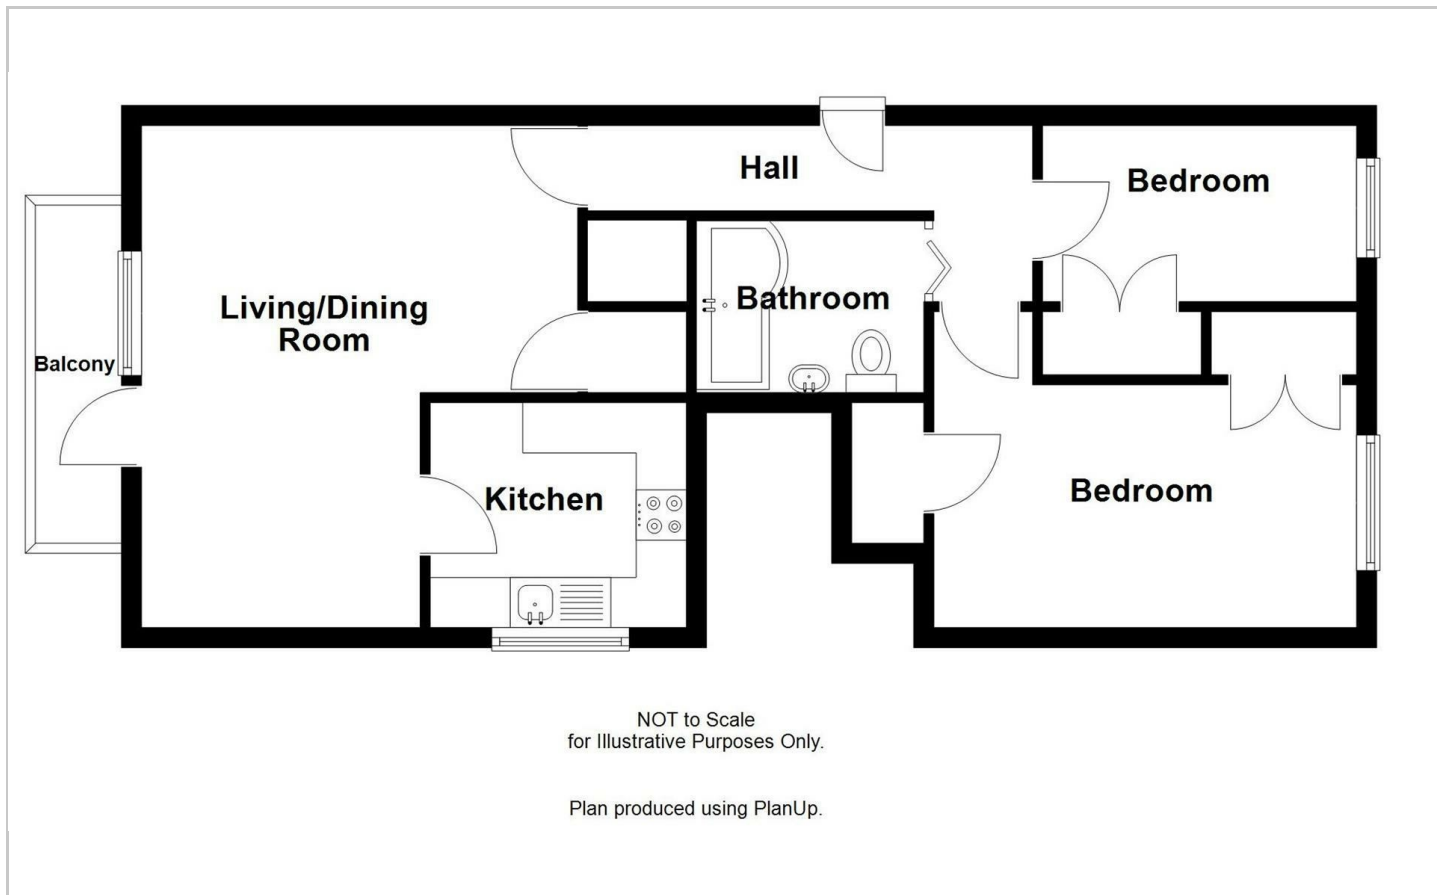 Hall
Bedroom
Living/Dining
Room
Bathroom
Balcony
Kitchen
Bedroom
NOT to Scale
for Illustrative Purposes Only.
Plan produced using PlanUp.